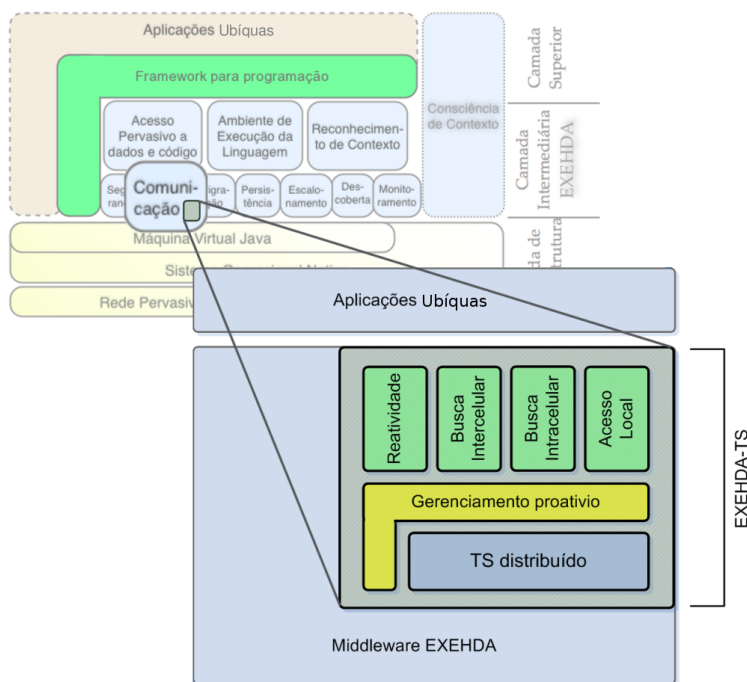 Aplicações Ubíquas
Framework para programação
Acesso
Pervasivo a
dados e código
Ambiente de
Execução da
Linguagem
Reconhecimen-
to de Contexto
Consciência
de Contexto
Camada
Superior
Camada
Intermediária
EXEHDA
Comuni-
cação
Persis-
tência
Escalo-
namento
Des-
coberta
Monito-
ramento
Máquina Virtual Java
Rede Pervasiv
Aplicações Ubíquas
Reatividade
Busca
Intercelular
Busca
Intracelular
Acesso
Local
Gerenciamento proativio
TS distribuído
EXEHDA-TS
Middleware EXEHDA